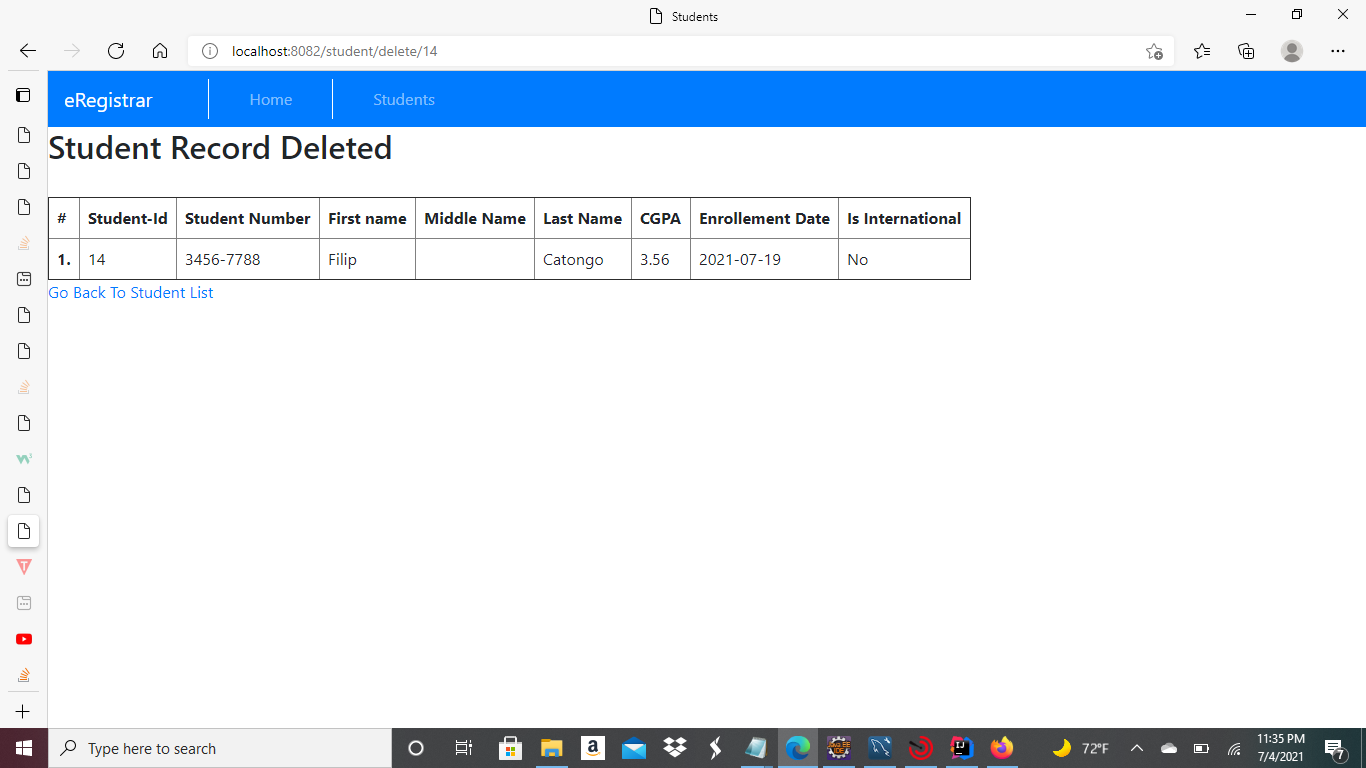 Students
localhost:8082/student/delete/14
eRegistrar Home Students
Student Record Deleted
# Student-Id Student Number First name Middle Name Last Name CGPA Enrollement Date Is International
1. 14 3456-7788 Filip Catongo 3.56 2021-07-19 No
Go Back To Student List
Type here to search
72°F
11:35 PM
7/4/2021
7